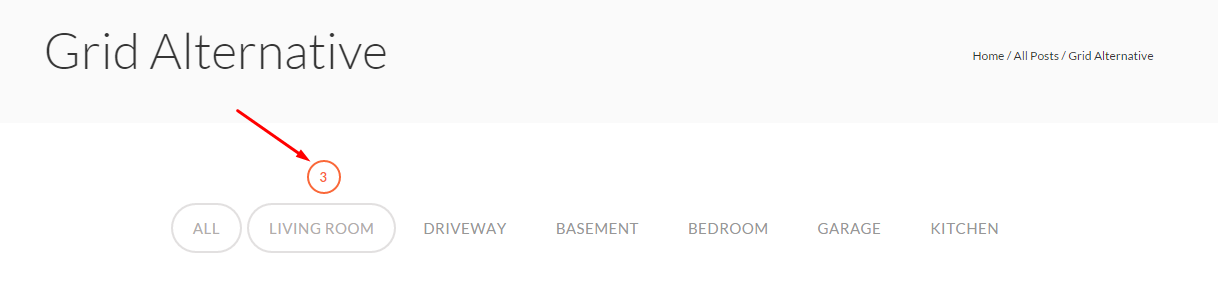 Grid Alternative
Home / All Posts / Grid Alternative
3
ALL LIVING ROOM DRIVEWAY BASEMENT BEDROOM GARAGE KITCHEN